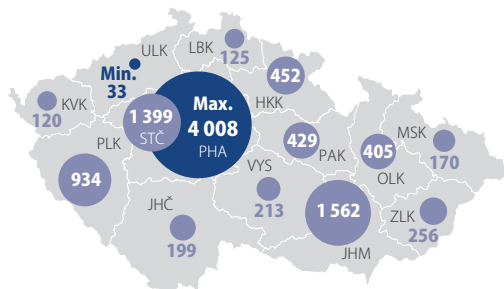 ULK
LBK
125
Min.
33
452
HKK
KVK
120
Max.
4 008
PHA
1 399
STČ
PLK
934
429
PAK
405
OLK
MSK
170
VYS
213
JHČ
199
1 562
JHM
ZLK
256